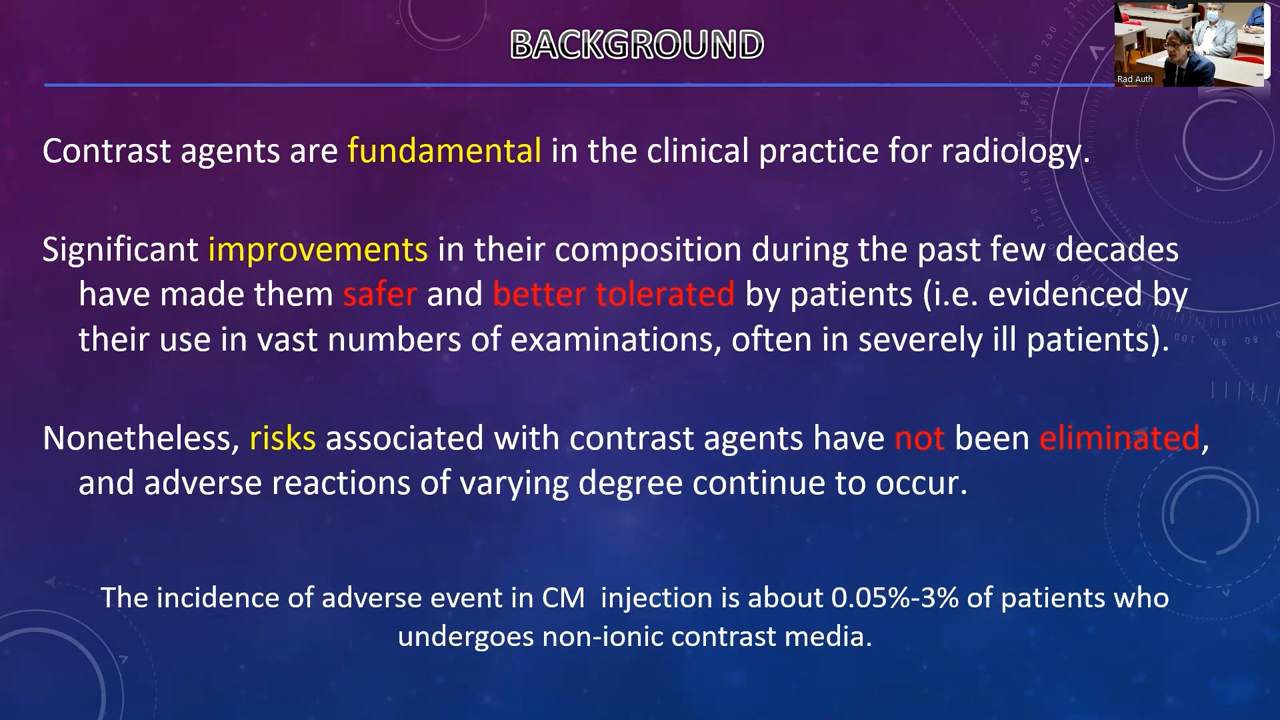 BACKGROUND
Rad Auth
Contrast agents are fundamental in the clinical practice for radiology.
Significant improvements in their composition during the past few decades
have made them safer and better tolerated by patients (i.e. evidenced by
their use in vast numbers of examinations, often in severely ill patients).
Nonetheless, risks associated with contrast agents have not been eliminated,
and adverse reactions of varying degree continue to occur.
The incidence of adverse event in CM  injection is about 0.05%-3% of patients who
undergoes non-ionic contrast media.